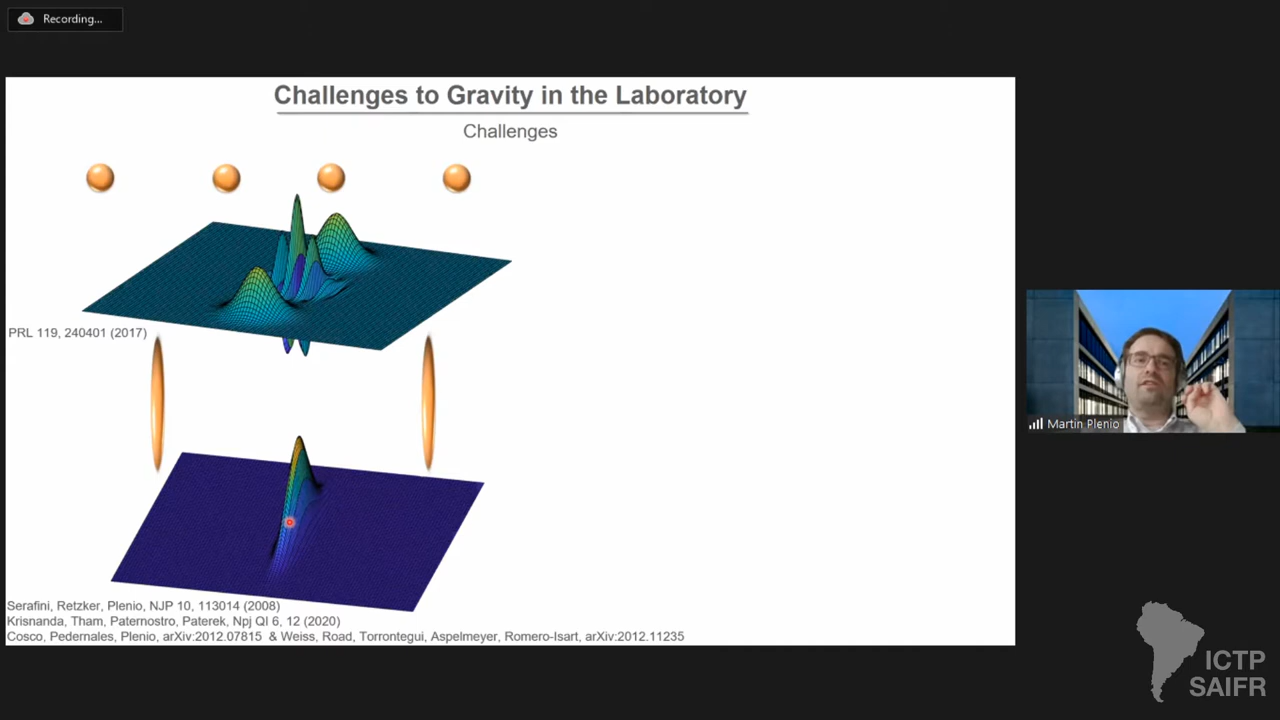 Recording...
Challenges to Gravity in the Laboratory
Challenges
PRL 119, 240401 (2017)
Martin Plenio
Serafini, Retzker, Plenio, NJP 10, 113014 (2008)
Krisnanda, Tham, Paternostro, Paterek, Npj QI 6, 12 (2020)
Cosco, Pedernales, Plenio, arXiv:2012.07815 & Weiss, Road, Torrontegui, Aspelmeyer, Romero-Isart, arXiv:2012.11235
ICTP
SAIFR